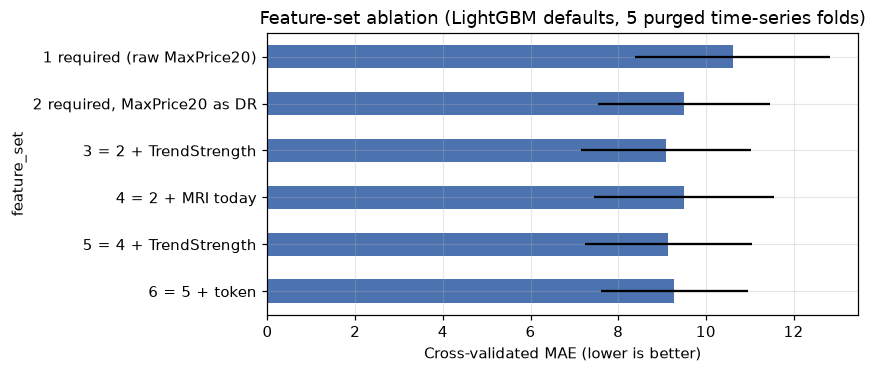 Feature-set ablation (LightGBM defaults, 5 purged time-series folds)
feature_set
1 required (raw MaxPrice20)
2 required, MaxPrice20 as DR
3 = 2 + TrendStrength
4 = 2 + MRI today
5 = 4 + TrendStrength
6 = 5 + token
0 2 4 6 8 10 12
Cross-validated MAE (lower is better)